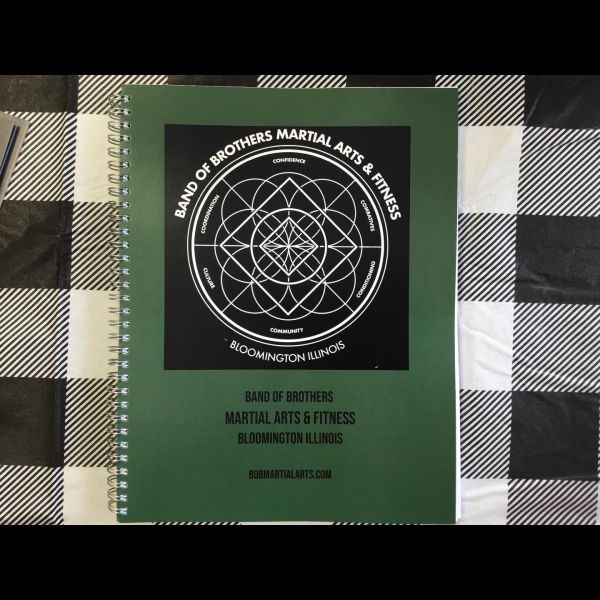 BAND OF BROTHERS MARTIAL ARTS & FITNESS
CONFIDENCE
COORDINATION
COMBATIVES
CULTURE
CONDITIONING
COMMUNITY
BLOOMINGTON ILLINOIS
BAND OF BROTHERS
MARTIAL ARTS & FITNESS
BLOOMINGTON ILLINOIS
BOBMARTIALARTS.COM